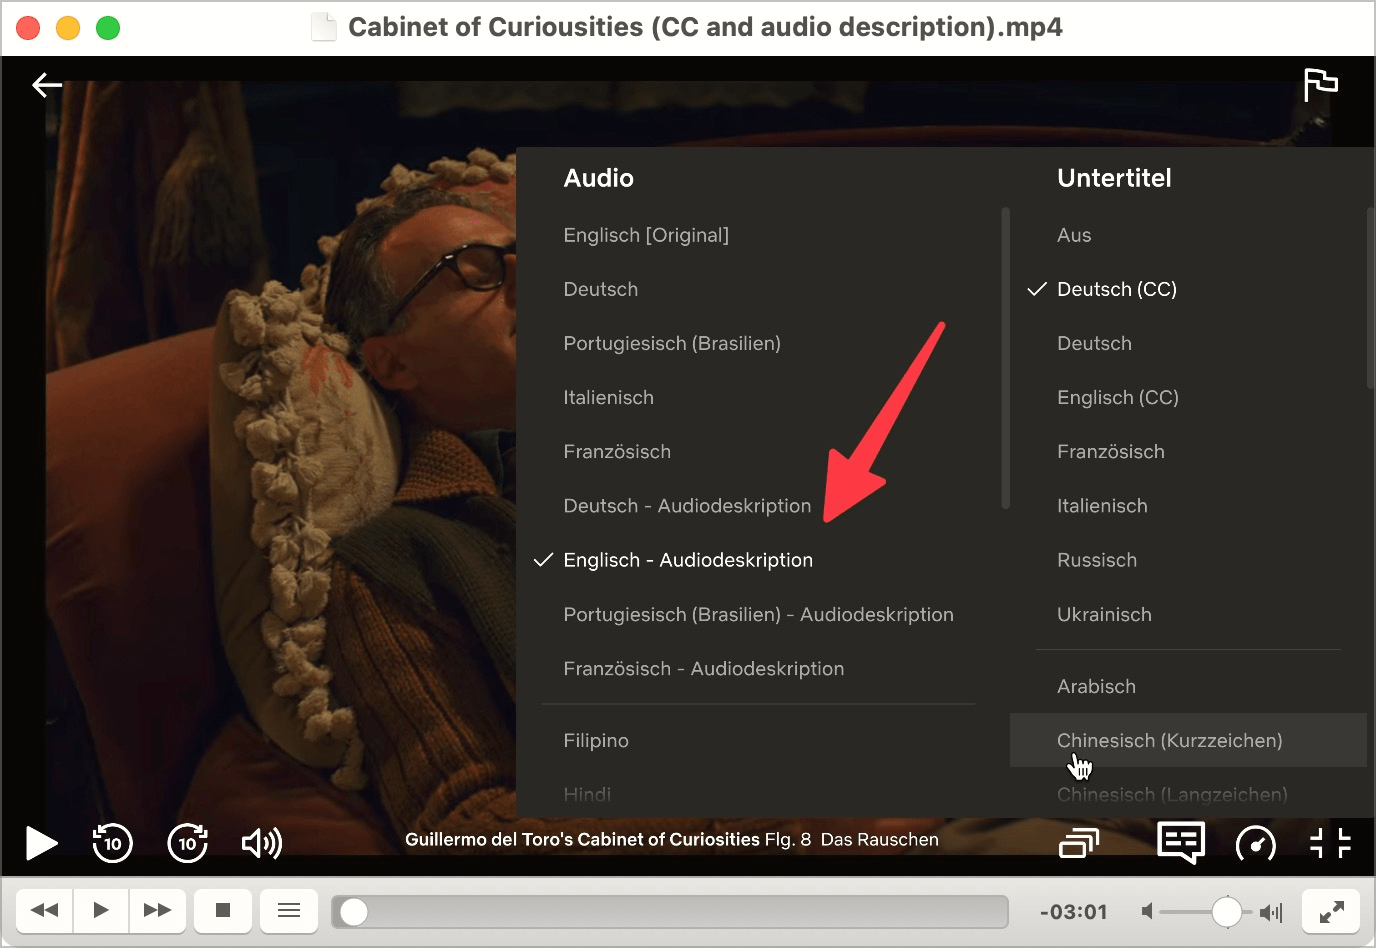 Cabinet of Curiousities (CC and audio description).mp4
Audio
Englisch [Original]
Deutsch
Portugiesisch (Brasilien)
Italienisch
Französisch
Deutsch - Audiodeskription
Englisch - Audiodeskription
Portugiesisch (Brasilien) - Audiodeskription
Französisch - Audiodeskription
Filipino
Hindi
Untertitel
Aus
Deutsch (CC)
Deutsch
Englisch (CC)
Französisch
Italienisch
Russisch
Ukrainisch
Arabisch
Chinesisch (Kurzzeichen)
Chinesisch (Langzeichen)
10
10
Guillermo del Toro's Cabinet of Curiosities Flg. 8 Das Rauschen
-03:01